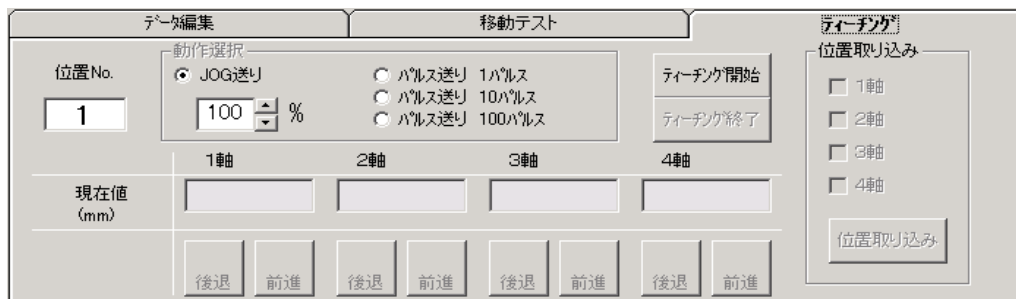 データ編集
移動テスト
ティーチング
位置No.
1
動作選択
JOG送り
100 %
パルス送り 1パルス
パルス送り 10パルス
パルス送り 100パルス
ティーチング開始
ティーチング終了
位置取り込み
1軸
2軸
3軸
4軸
位置取り込み
1軸 2軸 3軸 4軸
現在値
(mm)
後退 前進 後退 前進 後退 前進 後退 前進